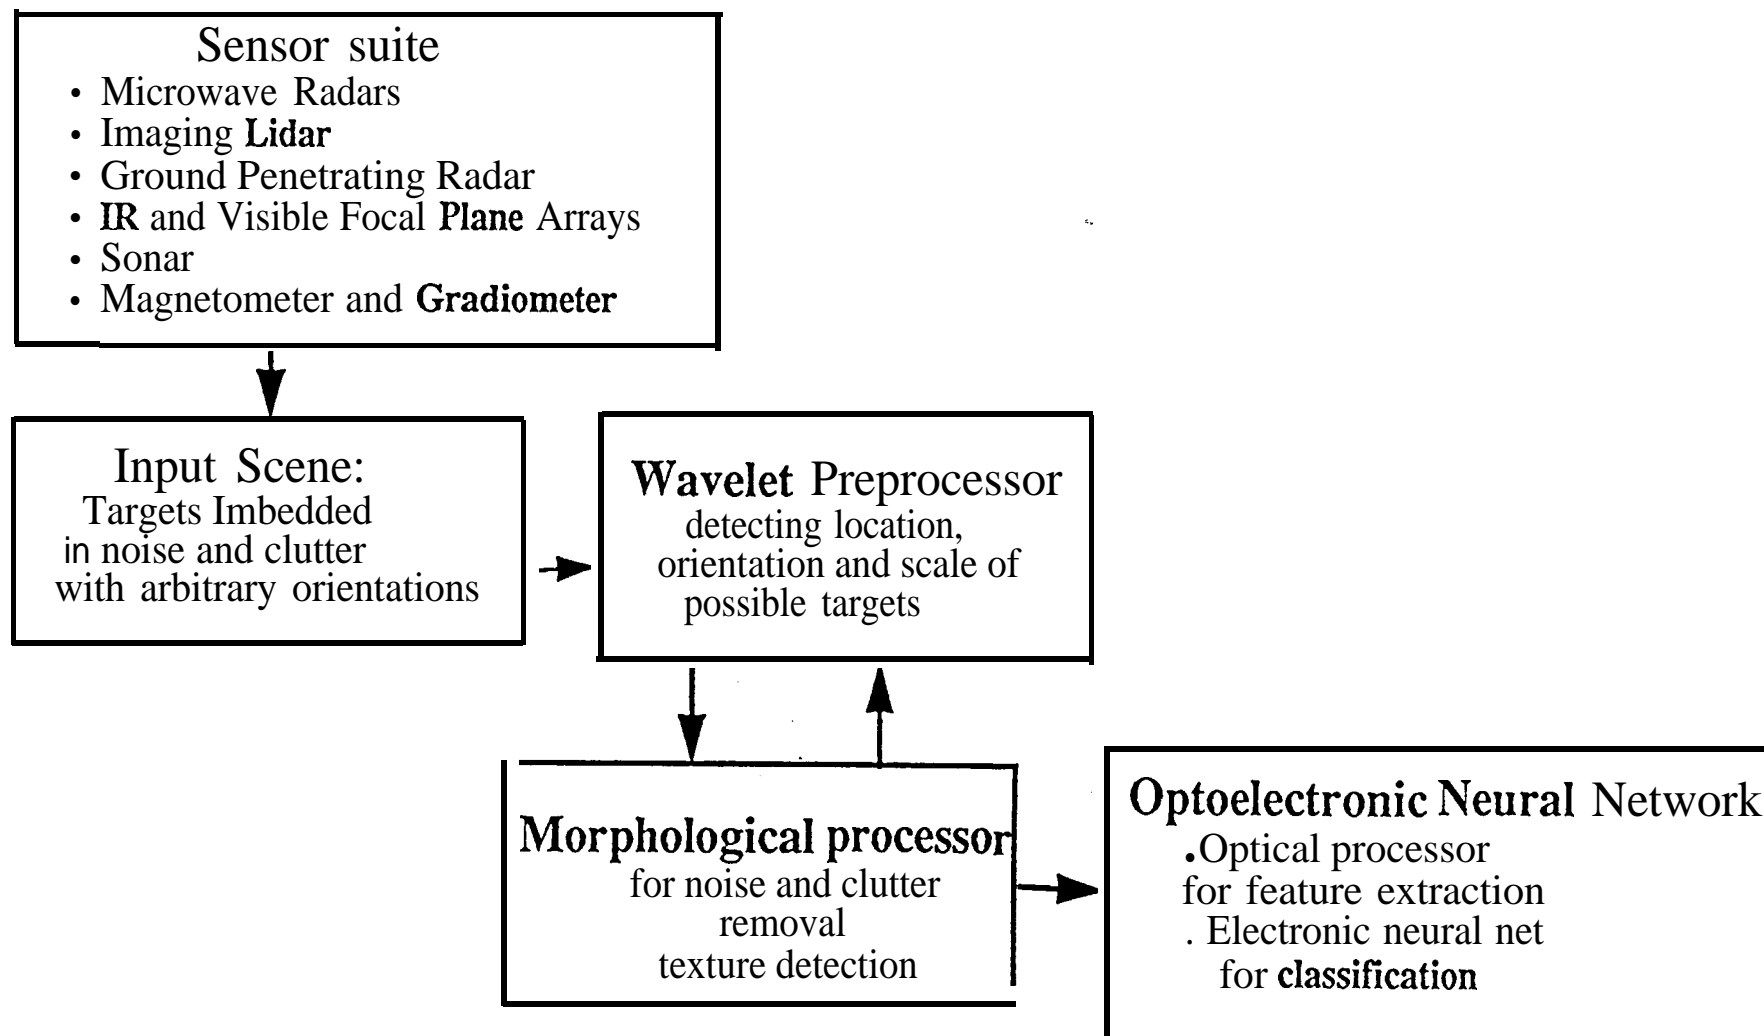 Sensor suite
• Microwave Radars
• Imaging Lidar
• Ground Penetrating Radar
• IR and Visible Focal Plane Arrays
• Sonar
• Magnetometer and Gradiometer
Input Scene:
Targets Imbedded
in noise and clutter
with arbitrary orientations
Wavelet Preprocessor
detecting location,
orientation and scale of
possible targets
Morphological processor
for noise and clutter
removal
texture detection
Optoelectronic Neural Network
.Optical processor
for feature extraction
. Electronic neural net
for classification